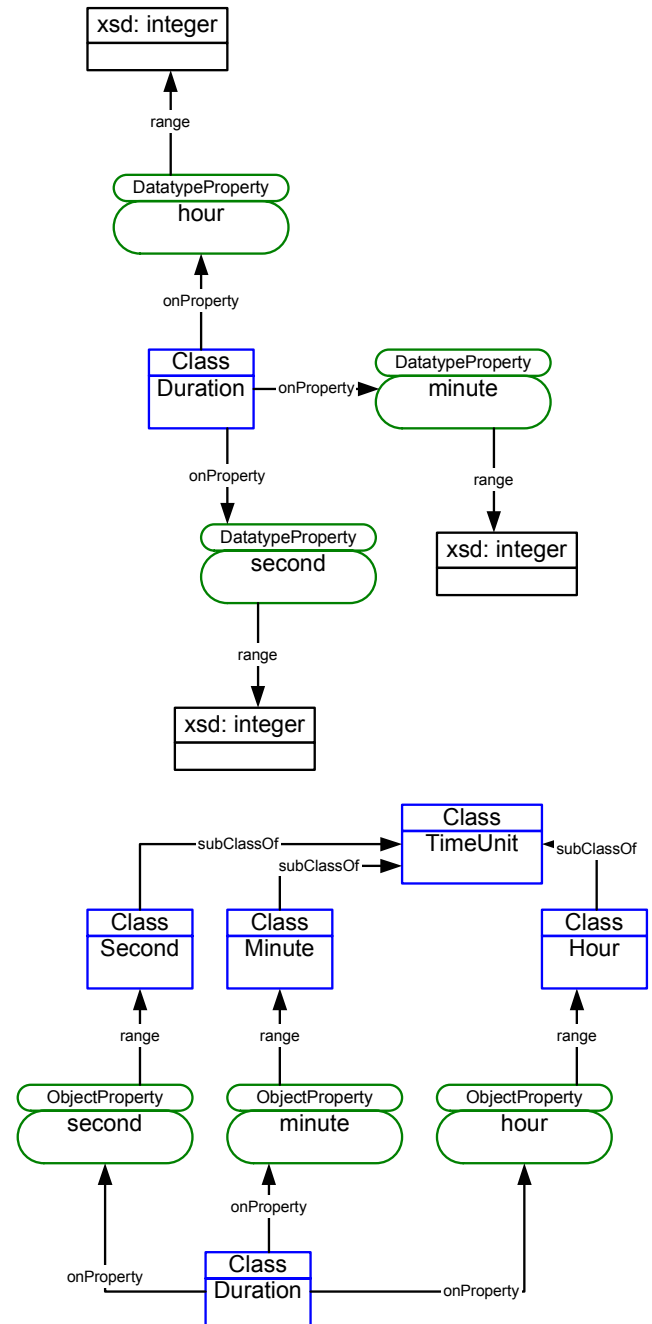 xsd: integer
range
DatatypeProperty
hour
onProperty
Class
Duration
onProperty
DatatypeProperty
minute
onProperty
range
DatatypeProperty
second
xsd: integer
range
xsd: integer
Class
TimeUnit
subClassOf
subClassOf
subClassOf
Class
Second
Class
Minute
Class
Hour
range
range
range
ObjectProperty
second
ObjectProperty
minute
ObjectProperty
hour
onProperty
Class
Duration
onProperty
onProperty